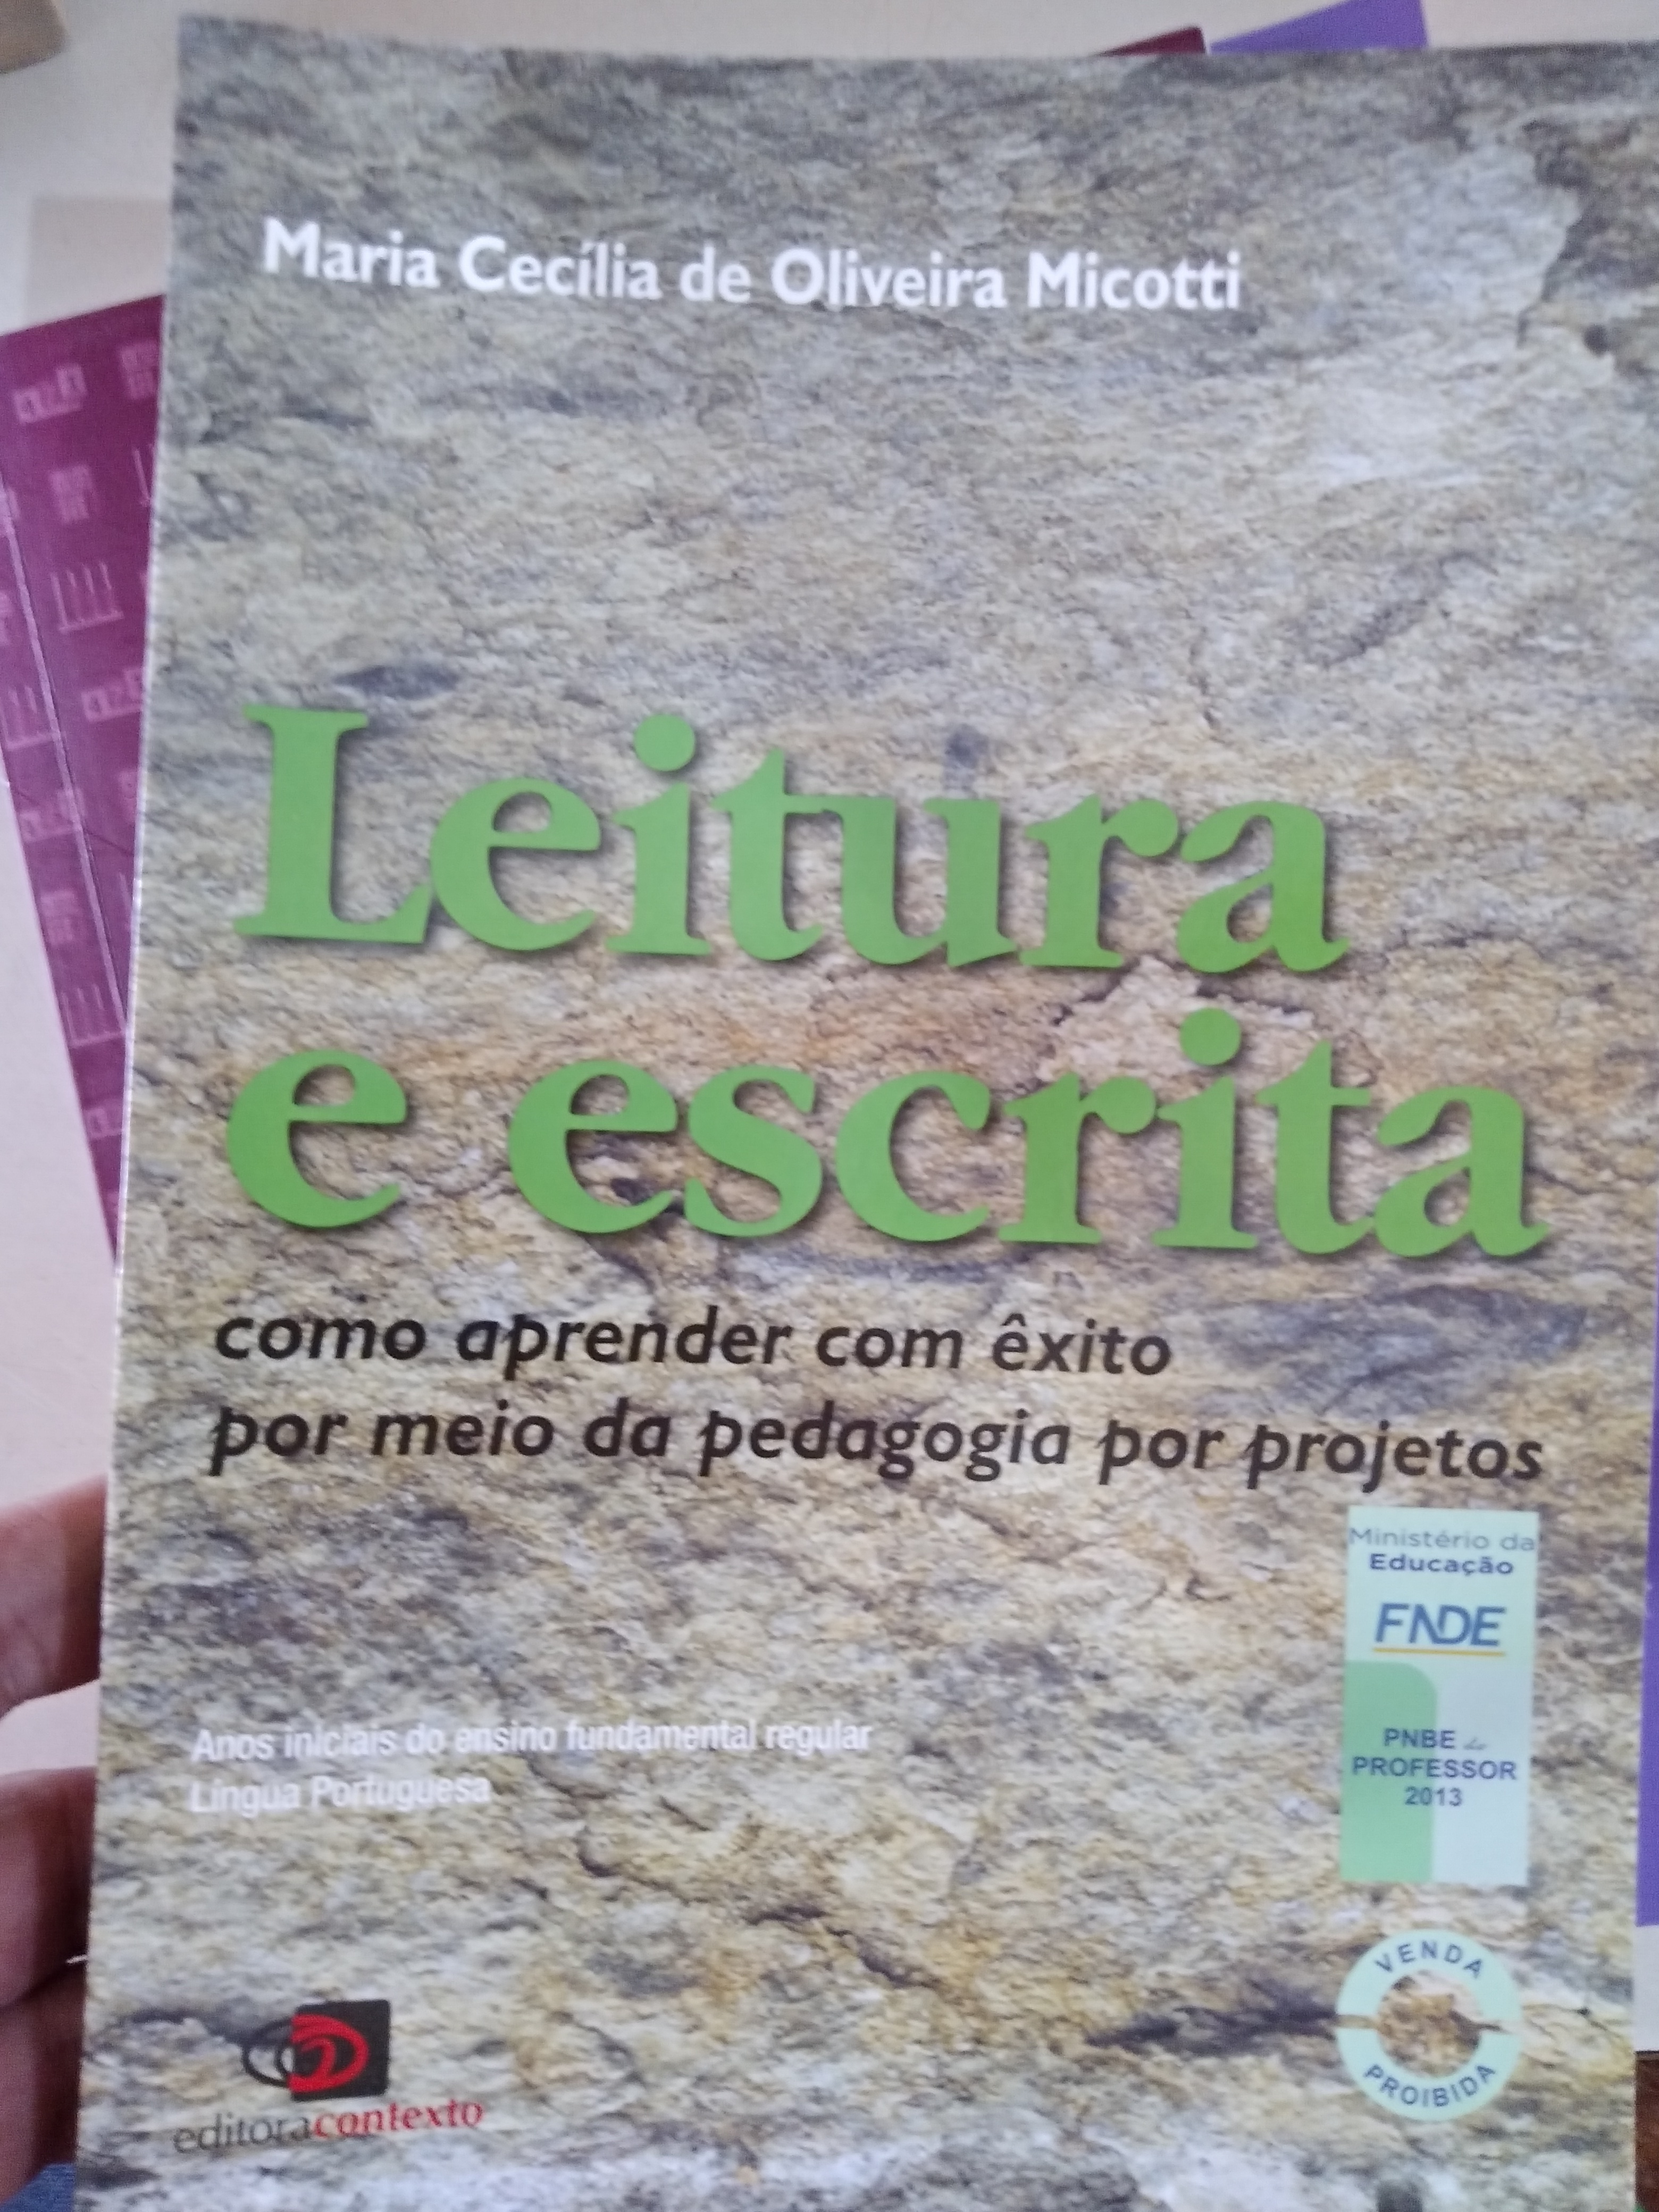 Maria Cecília de Oliveira Micotti
Leitura
e escrita
como aprender com êxito
por meio da pedagogia por projetos
Ministério da
Educação
FNDE
PNBE do
PROFESSOR
2013
Anos iniciais do ensino fundamental regular
Língua Portuguesa
VENDA
PROIBIDA
editoracontexto